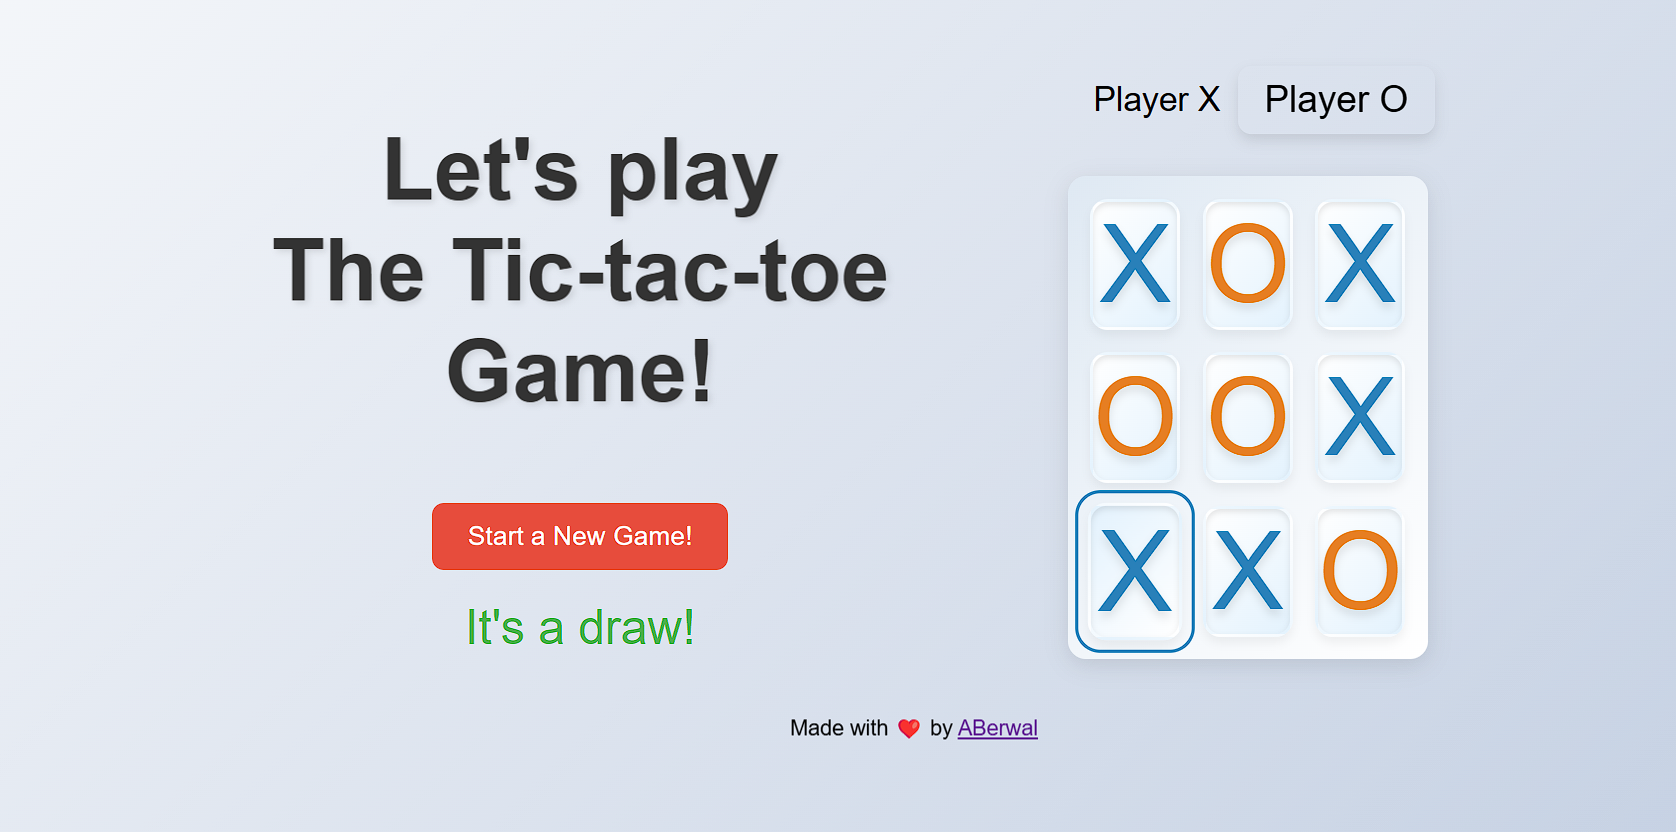 Player X Player O
Let's play
The Tic-tac-toe
Game!
X O X
O O X
X X O
Start a New Game!
It's a draw!
Made with ❤️ by ABerwal